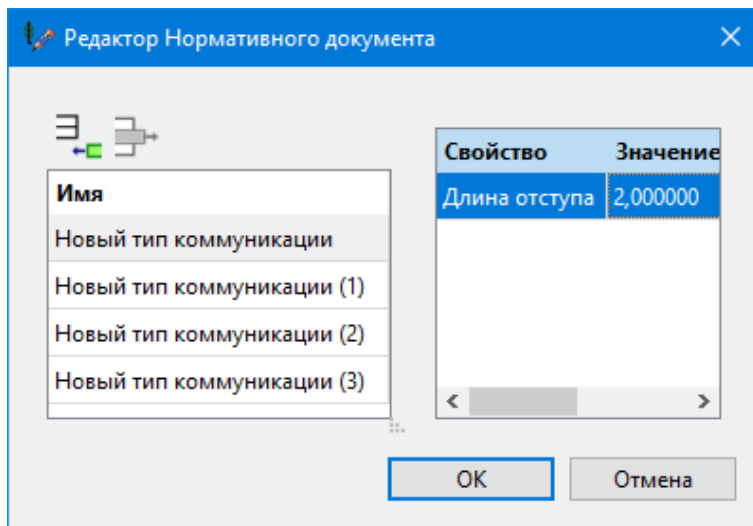 Редактор Нормативного документа
Имя
Новый тип коммуникации
Новый тип коммуникации (1)
Новый тип коммуникации (2)
Новый тип коммуникации (3)
Свойство Значение
Длина отступа 2,000000
ОК Отмена